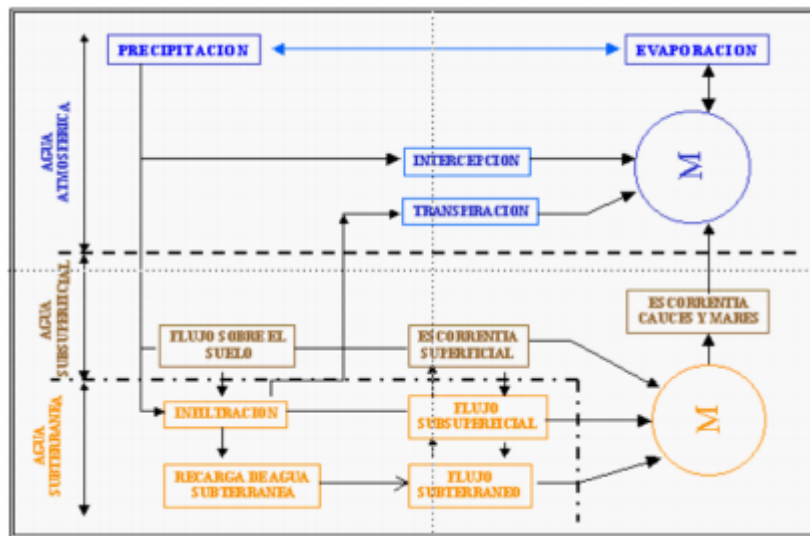 PRECIPITACION
EVAPORACION
AGUA
ATMOSFERICA
INTERCEPCION
M
TRANSPIRACION
AGUA
SUBSUPERFICIAL
ESCORRENTIA
CAUCES Y MARES
FLUJO SOBRE EL
SUELO
ESCORRENTIA
SUPERFICIAL
AGUA
SUBTERRANEA
INFILTRACION
FLUJO
SUBSUPERFICIAL
M
RECARGA DE AGUA
SUBTERRANEA
FLUJO
SUBTERRANEO